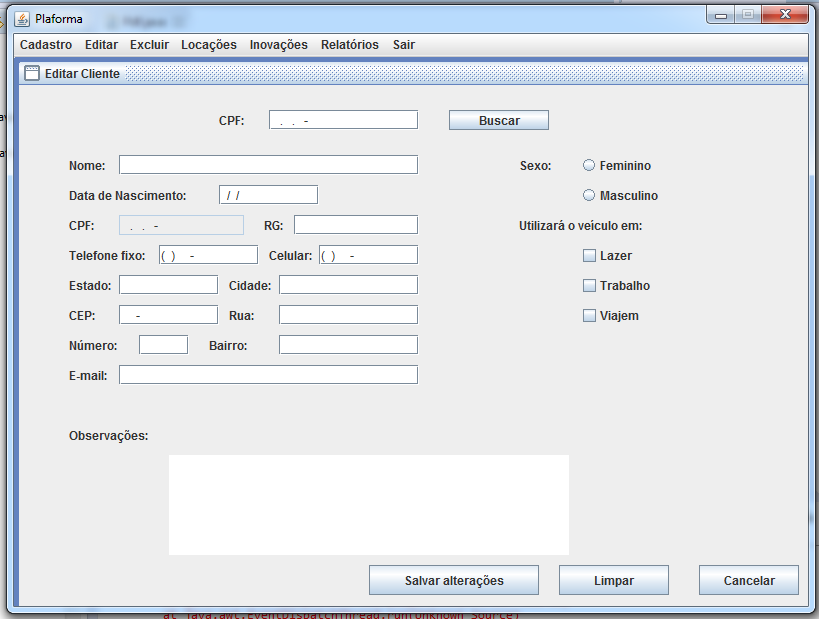 Plaforma
Cadastro Editar Excluir Locações Inovações Relatórios Sair
Editar Cliente
CPF: . . - Buscar
Nome: Sexo: Feminino
Data de Nascimento: / / Masculino
CPF: . . - RG: Utilizará o veículo em:
Telefone fixo: ( ) - Celular: ( ) - Lazer
Estado: Cidade: Trabalho
CEP: - Rua: Viajem
Número: Bairro:
E-mail:
Observações:
Salvar alterações Limpar Cancelar
at java.awt.EventDispatchThread.run(Unknown Source)